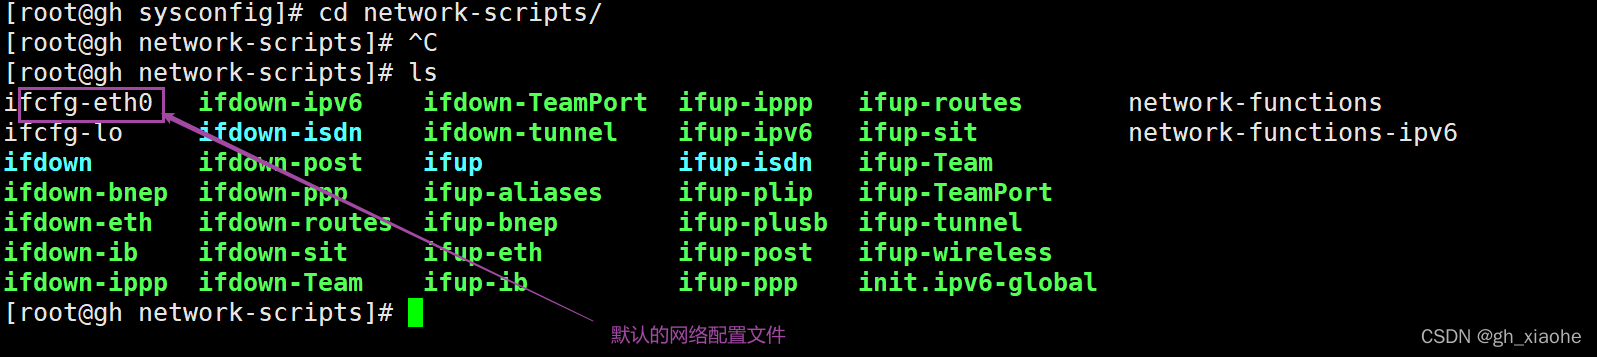 [root@gh sysconfig]# cd network-scripts/
[root@gh network-scripts]# ^C
[root@gh network-scripts]# ls
ifcfg-eth0 ifdown-ipv6 ifdown-TeamPort ifup-ippp ifup-routes network-functions
ifcfg-lo ifdown-isdn ifdown-tunnel ifup-ipv6 ifup-sit network-functions-ipv6
ifdown ifdown-post ifup ifup-isdn ifup-Team
ifdown-bnep ifdown-ppp ifup-aliases ifup-plip ifup-TeamPort
ifdown-eth ifdown-routes ifup-bnep ifup-plusb ifup-tunnel
ifdown-ib ifdown-sit ifup-eth ifup-post ifup-wireless
ifdown-ippp ifdown-Team ifup-ib ifup-ppp init.ipv6-global
[root@gh network-scripts]#
默认的网络配置文件
CSDN @gh_xiaohe